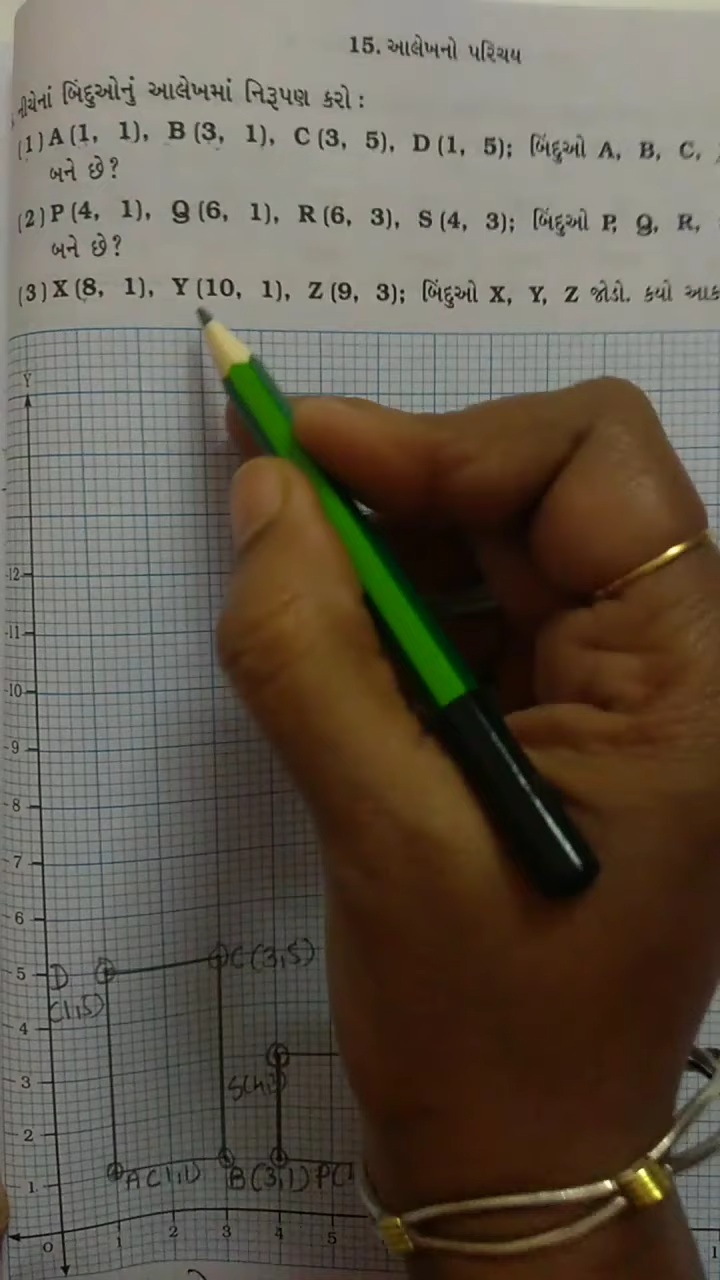 15. આલેખનો પરિચય
નીચેનાં બિંદુઓનું આલેખમાં નિરૂપણ કરો :
(1) A (1, 1), B (3, 1), C (3, 5), D (1, 5); બિંદુઓ A, B, C,
બને છે?
(2) P (4, 1), Q (6, 1), R (6, 3), S (4, 3); બિંદુઓ P, Q, R,
બને છે?
(3) X (8, 1), Y (10, 1), Z (9, 3); બિંદુઓ X, Y, Z જોડો. કયો
Y
12
11
10
9
8
7
6
5
D
C(3,5)
(1,5)
4
3
2
1
A(1,1) B(3,1) P(
0 1 2 3 4 5